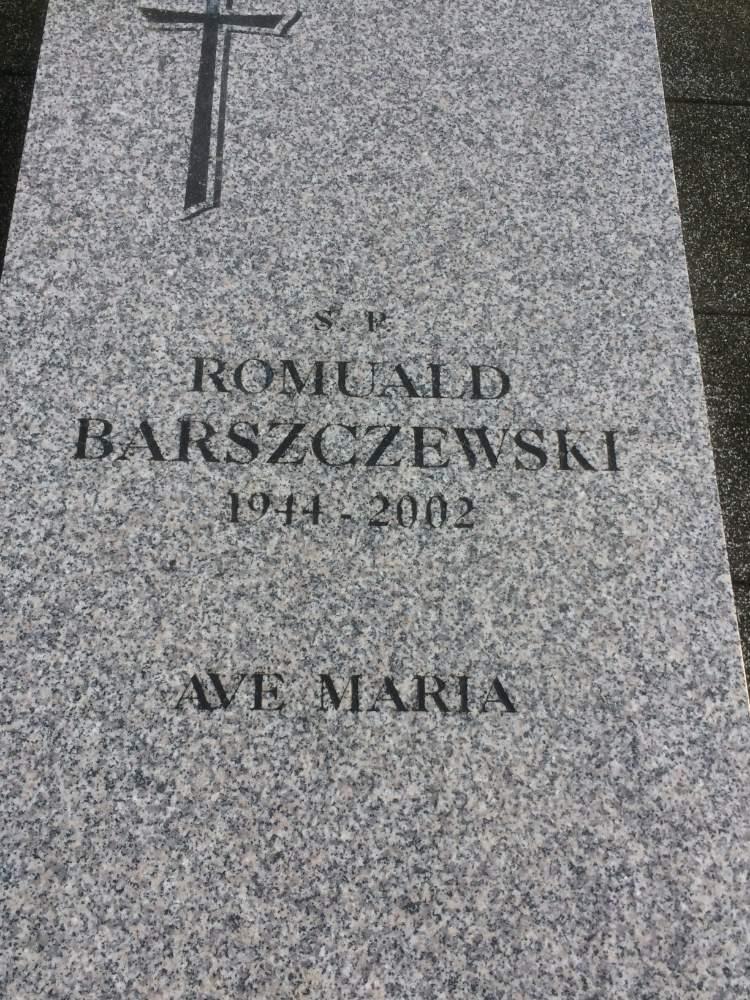 Ś. P.
ROMUALD
BARSZCZEWSKI
1944 - 2002
AVE MARIA